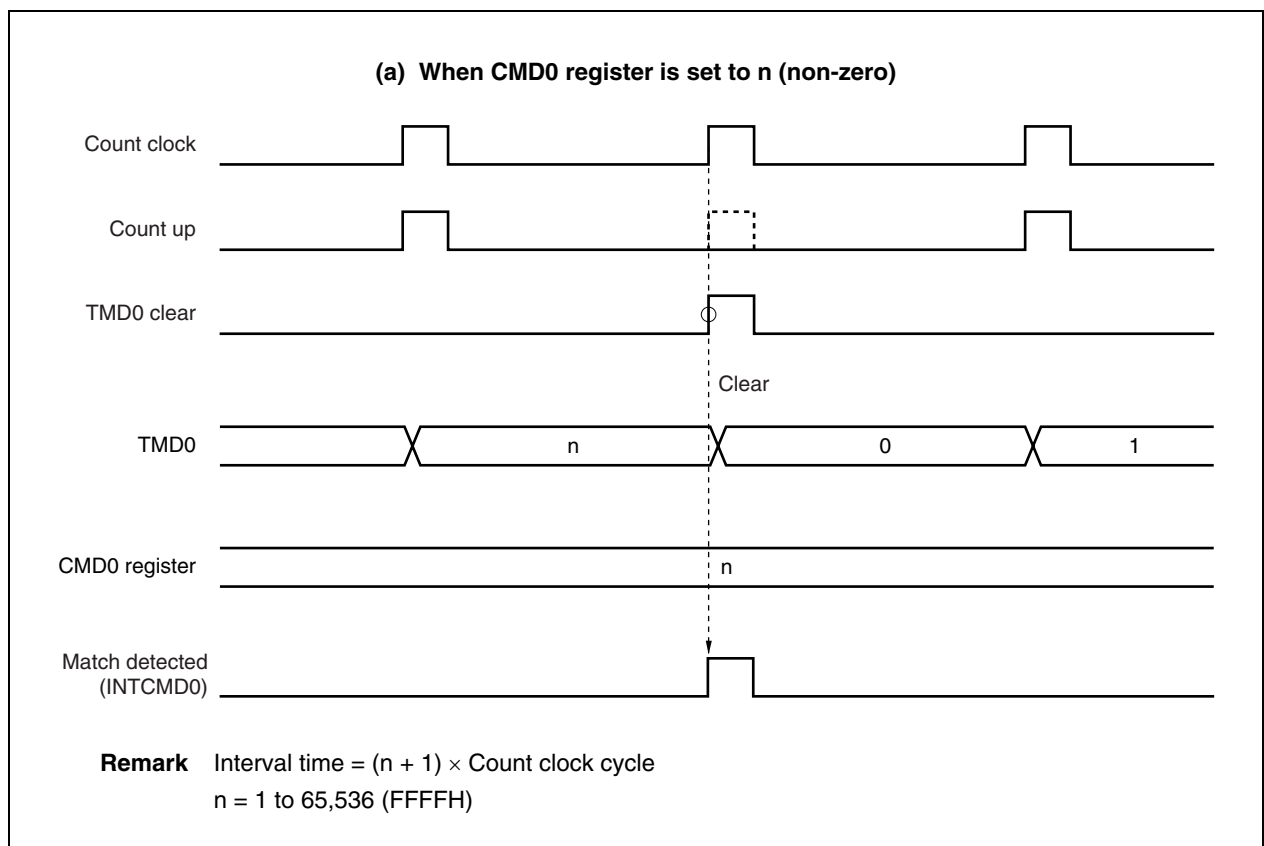 (a) When CMD0 register is set to n (non-zero)
Count clock
Count up
TMD0 clear
Clear
TMD0
n
0
1
CMD0 register
n
Match detected
(INTCMD0)
Remark Interval time = (n + 1) × Count clock cycle
n = 1 to 65,536 (FFFFH)